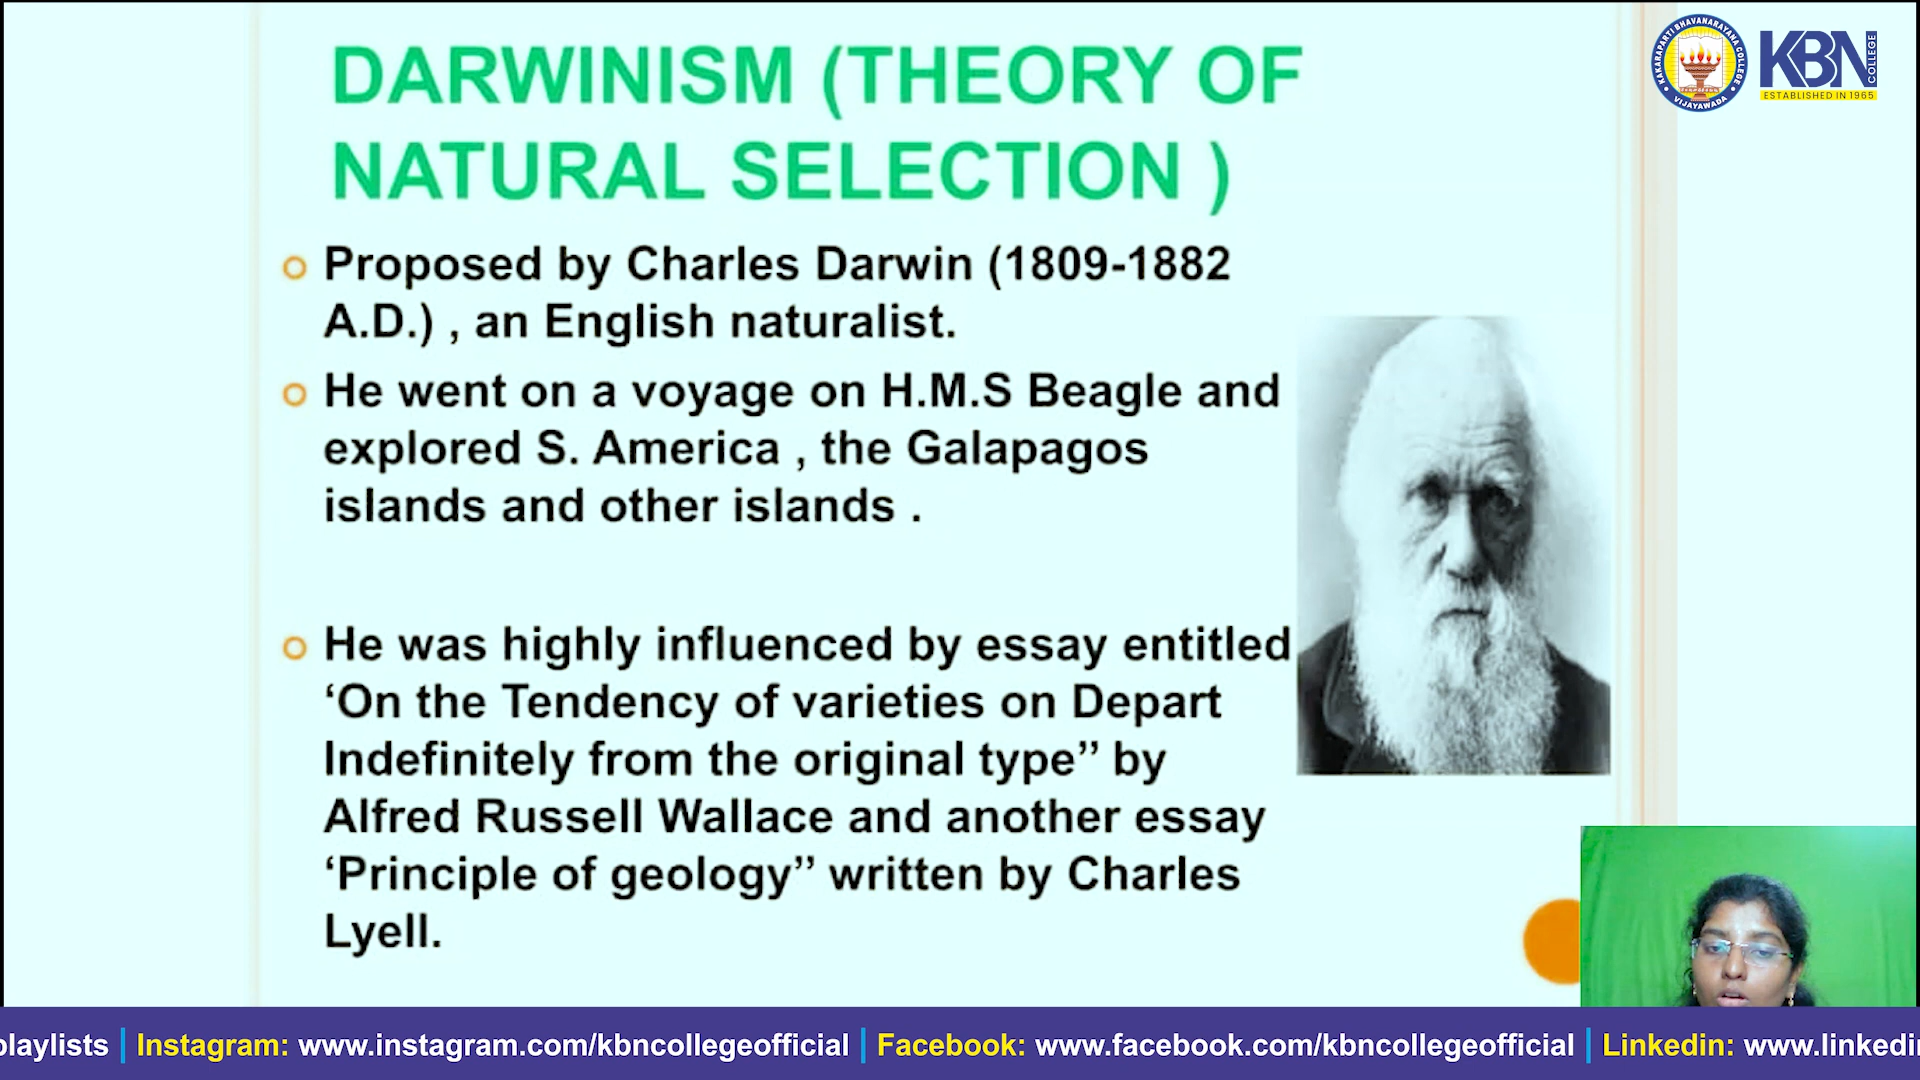 DARWINISM (THEORY OF
NATURAL SELECTION )
Proposed by Charles Darwin (1809-1882
A.D.) , an English naturalist.
He went on a voyage on H.M.S Beagle and
explored S. America , the Galapagos
islands and other islands .
He was highly influenced by essay entitled
‘On the Tendency of varieties on Depart
Indefinitely from the original type” by
Alfred Russell Wallace and another essay
‘Principle of geology” written by Charles
Lyell.
KAKARAPARTI BHAVANARAYANA COLLEGE
VIJAYAWADA
KBN
COLLEGE
ESTABLISHED IN 1965
playlists | Instagram: www.instagram.com/kbncollegeofficial | Facebook: www.facebook.com/kbncollegeofficial | Linkedin: www.linkedi